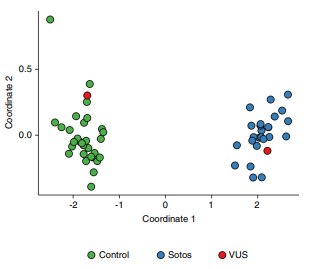 Coordinate 2
0.5
0.0
-2
-1
0
1
2
Coordinate 1
Control
Sotos
VUS